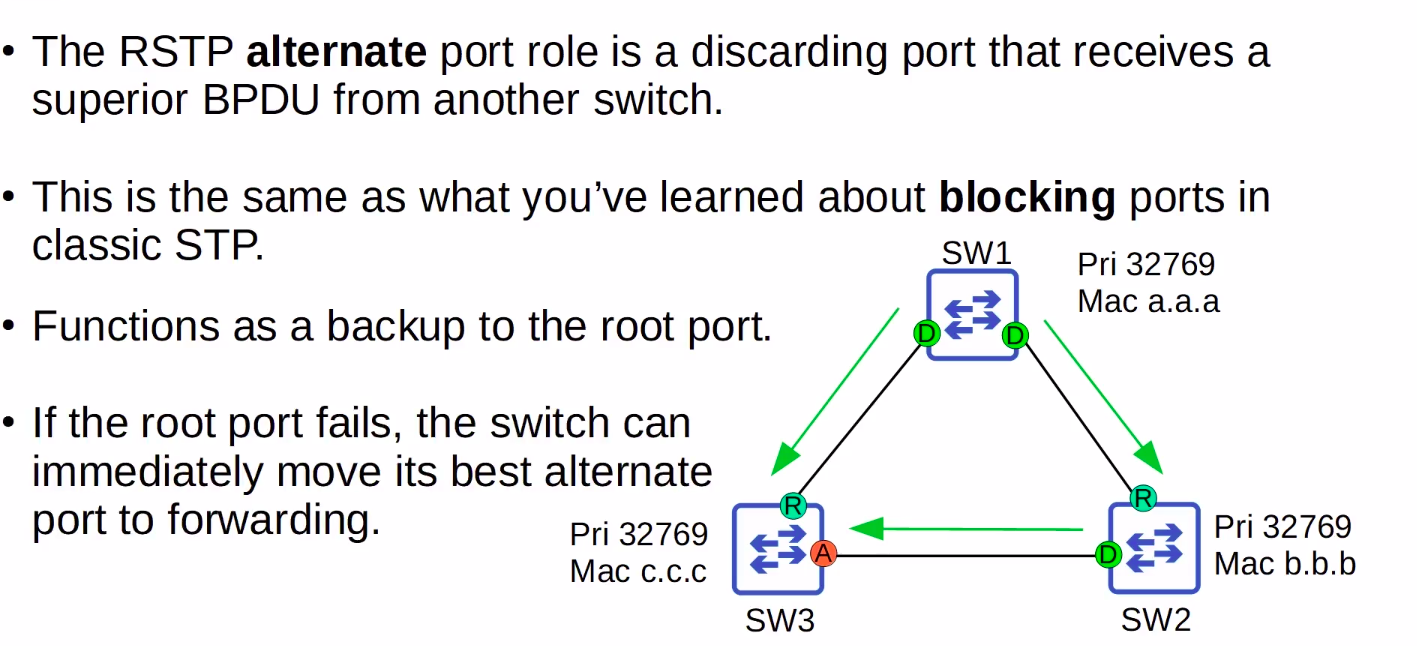 • The RSTP alternate port role is a discarding port that receives a
superior BPDU from another switch.
• This is the same as what you’ve learned about blocking ports in
classic STP.
• Functions as a backup to the root port.
• If the root port fails, the switch can
immediately move its best alternate
port to forwarding.
SW1
Pri 32769
Mac a.a.a
D
D
R
R
Pri 32769
Mac c.c.c
A
D
Pri 32769
Mac b.b.b
SW3
SW2